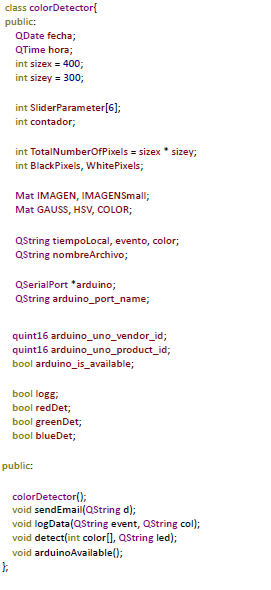 class colorDetector{
public:
QDate fecha;
QTime hora;
int sizex = 400;
int sizey = 300;
int SliderParameter[6];
int contador;
int TotalNumberOfPixels = sizex * sizey;
int BlackPixels, WhitePixels;
Mat IMAGEN, IMAGENSmall;
Mat GAUSS, HSV, COLOR;
QString tiempoLocal, evento, color;
QString nombreArchivo;
QSerialPort *arduino;
QString arduino_port_name;
quint16 arduino_uno_vendor_id;
quint16 arduino_uno_product_id;
bool arduino_is_available;
bool logg;
bool redDet;
bool greenDet;
bool blueDet;
public:
colorDetector();
void sendEmail(QString d);
void logData(QString event, QString col);
void detect(int color[], QString led);
void arduinoAvailable();
};